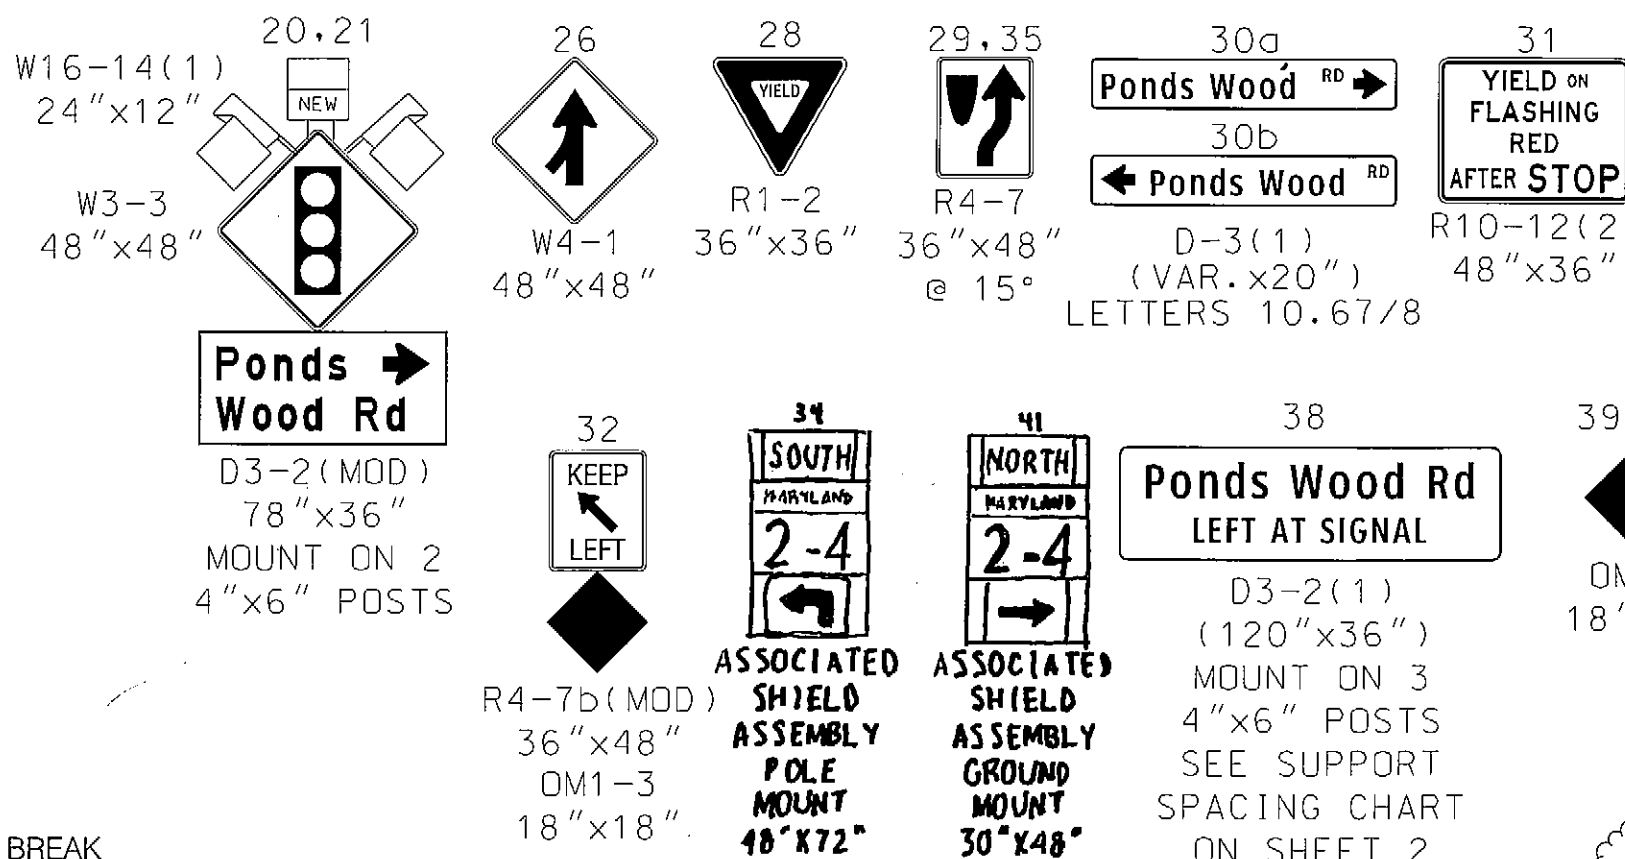 20,21
W16-14(1)
24"x12"
NEW
W3-3
48"x48"
Ponds
Wood Rd
D3-2(MOD)
78"x36"
MOUNT ON 2
4"x6" POSTS
26
W4-1
48"x48"
28
YIELD
R1-2
36"x36"
29,35
R4-7
36"x48"
@ 15°
30a
Ponds Wood RD
30b
Ponds Wood RD
D-3(1)
(VAR.x20")
LETTERS 10.67/8
31
YIELD ON
FLASHING
RED
AFTER STOP
R10-12(2
48"x36"
32
KEEP
LEFT
R4-7b(MOD)
36"x48"
OM1-3
18"x18"
34
SOUTH
MARYLAND
2-4
ASSOCIATED
SHIELD
ASSEMBLY
POLE
MOUNT
48"X72"
41
NORTH
MARYLAND
2-4
ASSOCIATED
SHIELD
ASSEMBLY
GROUND
MOUNT
30"X48"
38
Ponds Wood Rd
LEFT AT SIGNAL
D3-2(1)
(120"x36")
MOUNT ON 3
4"x6" POSTS
SEE SUPPORT
SPACING CHART
ON SHEET 2
39
18"
BREAK